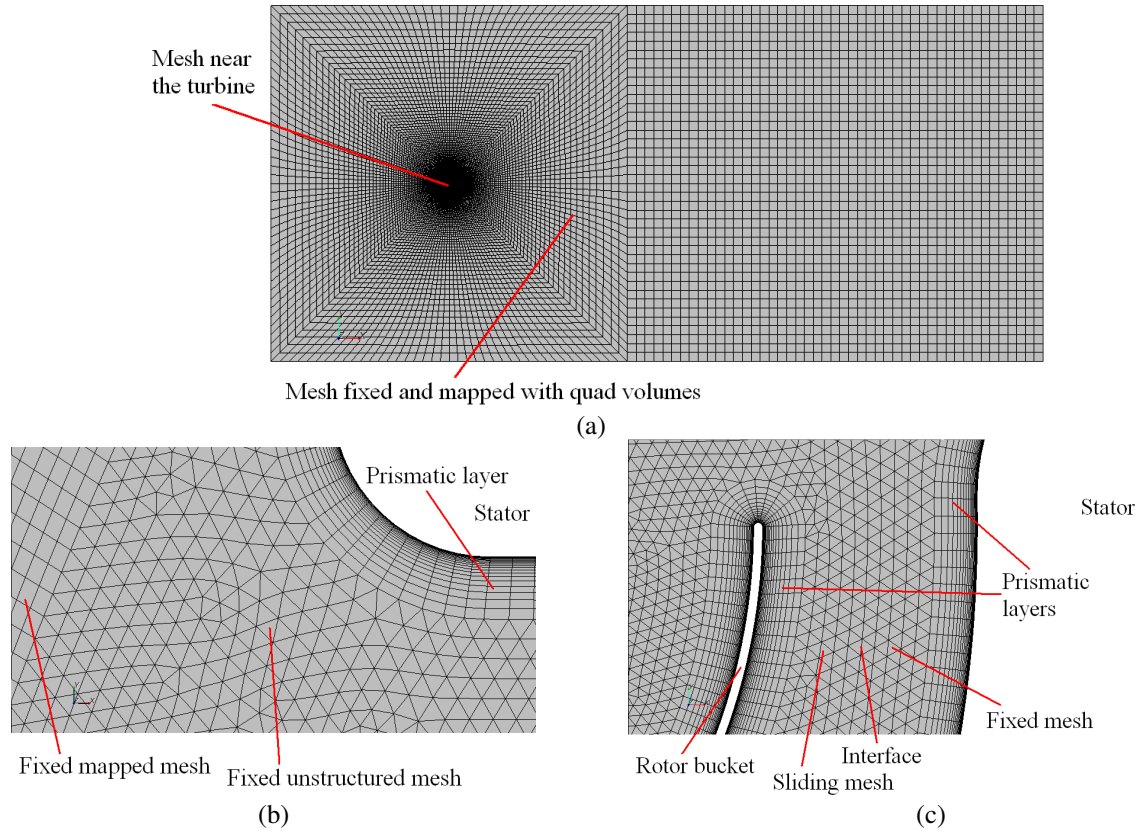 Mesh near
the turbine
Mesh fixed and mapped with quad volumes
(a)
Prismatic layer
Stator
Fixed mapped mesh
Fixed unstructured mesh
(b)
Stator
Prismatic
layers
Fixed mesh
Interface
Sliding mesh
Rotor bucket
(c)